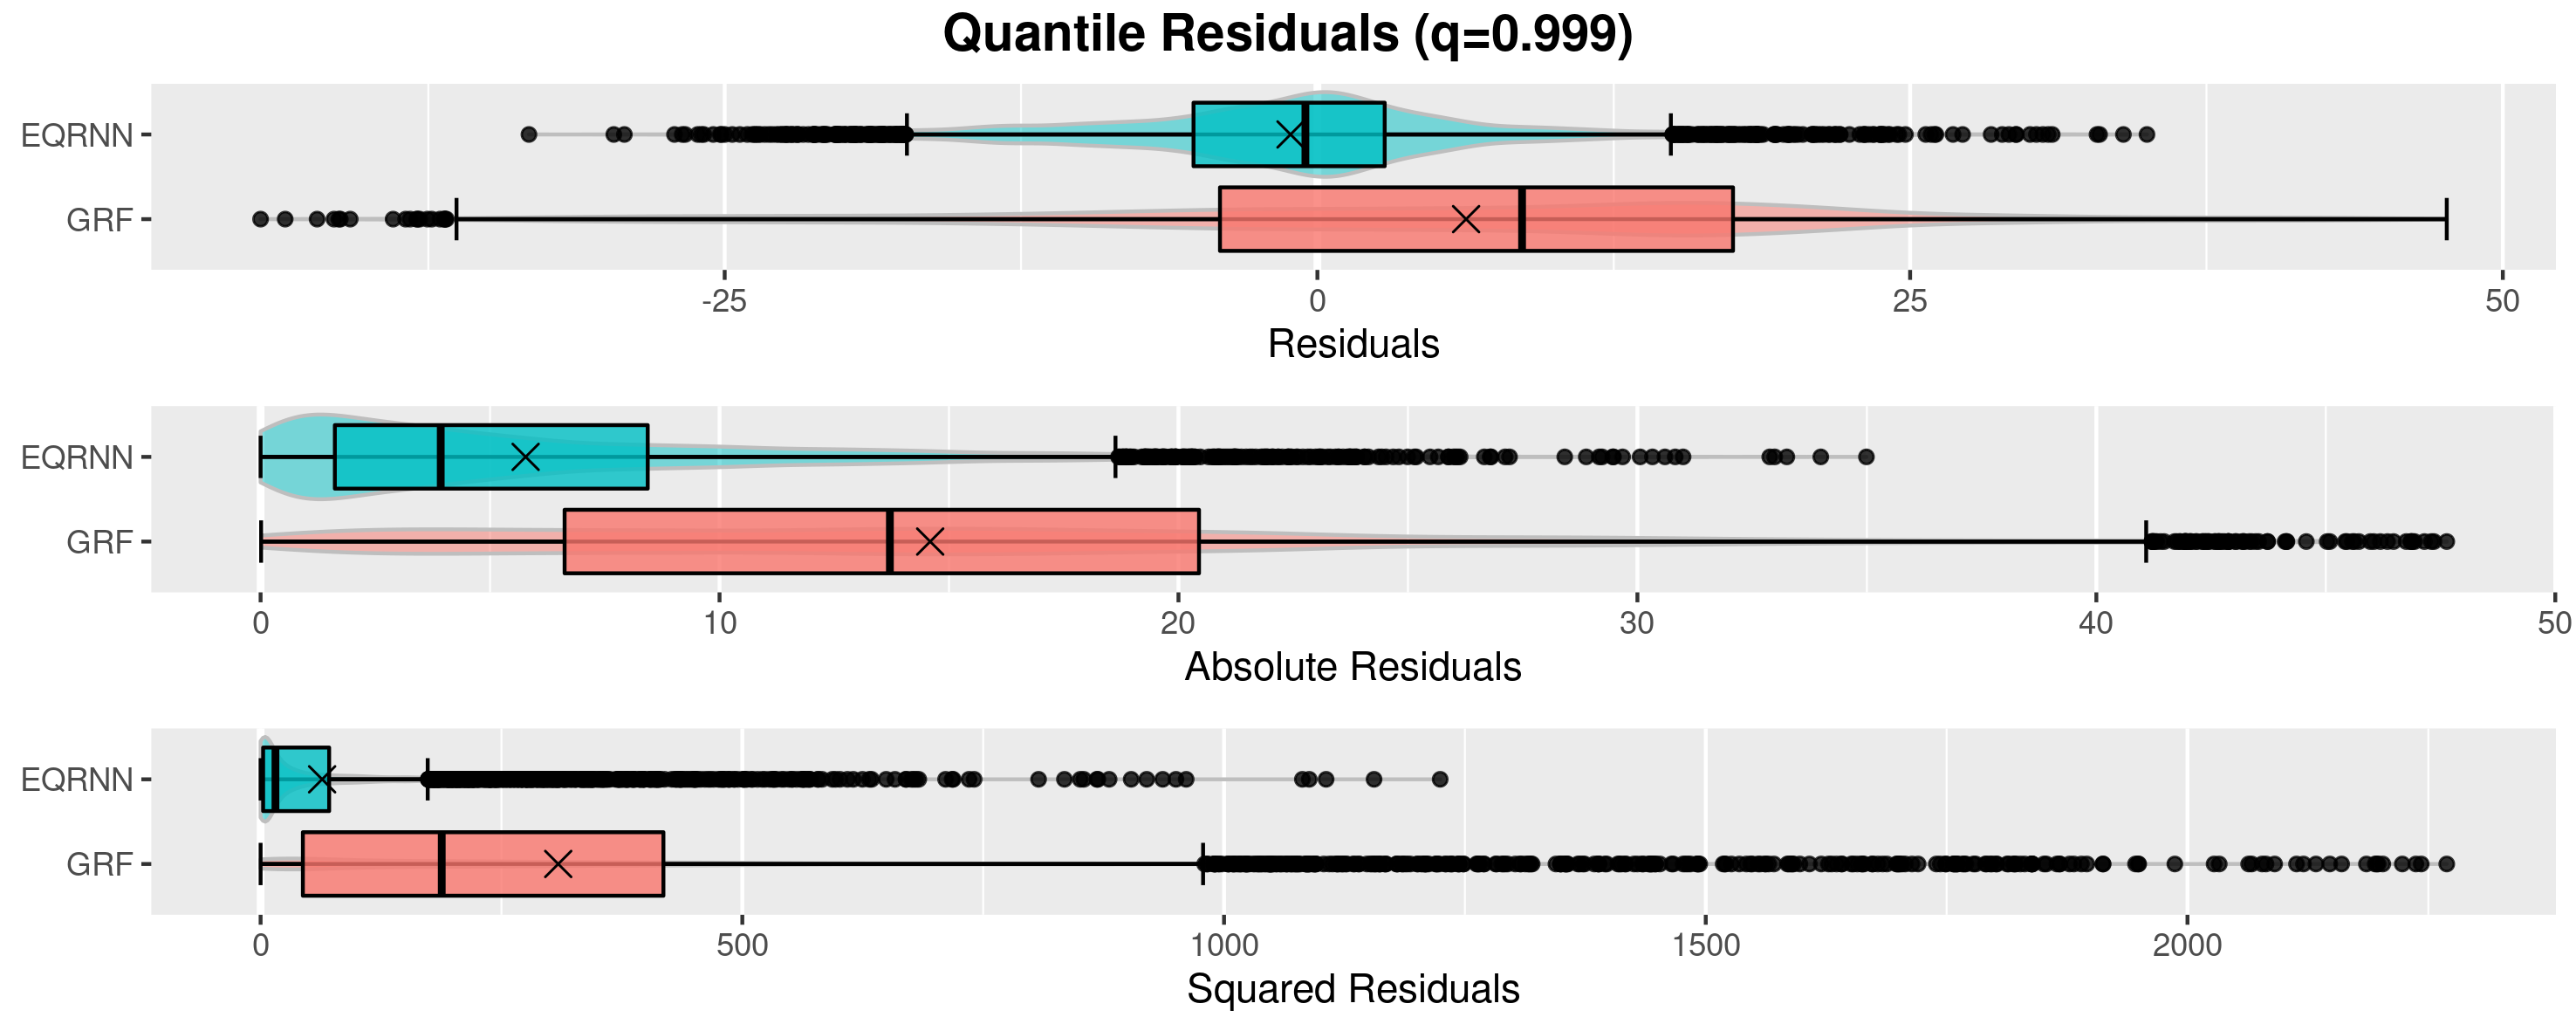 Quantile Residuals (q=0.999)
EQRNN
GRF
-25 0 25 50
Residuals
EQRNN
GRF
0 10 20 30 40 50
Absolute Residuals
EQRNN
GRF
0 500 1000 1500 2000
Squared Residuals